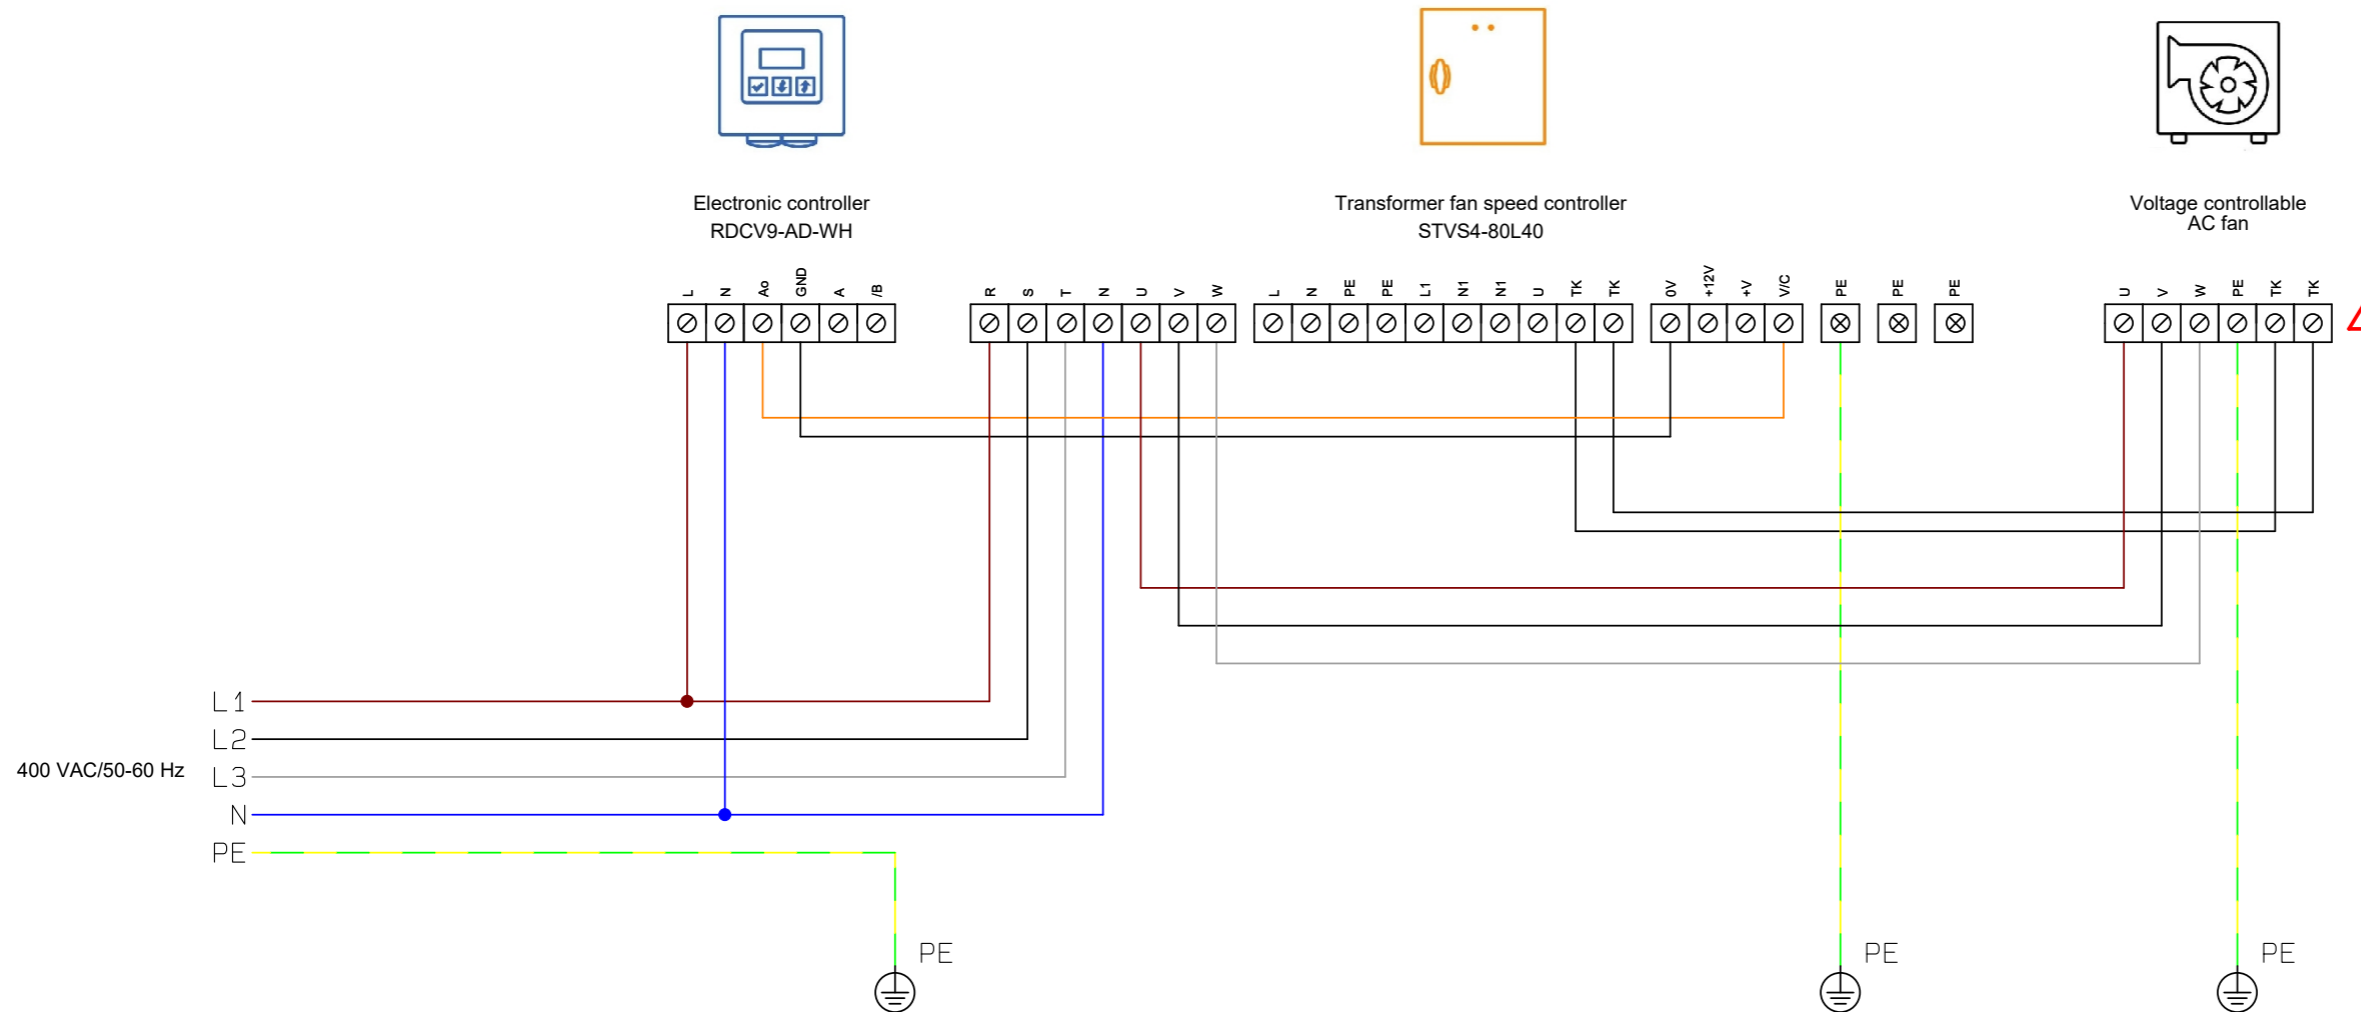 Electronic controller
RDCV9-AD-WH
Transformer fan speed controller
STVS4-80L40
Voltage controllable
AC fan
L N Ao GND A /B
R S T N U V W
L N PE PE L1 N1 N1 U TK TK
0V +12V +V V/C
PE PE PE
U V W PE TK TK
L1
L2
400 VAC/50-60 Hz
L3
N
PE
PE
PE
PE